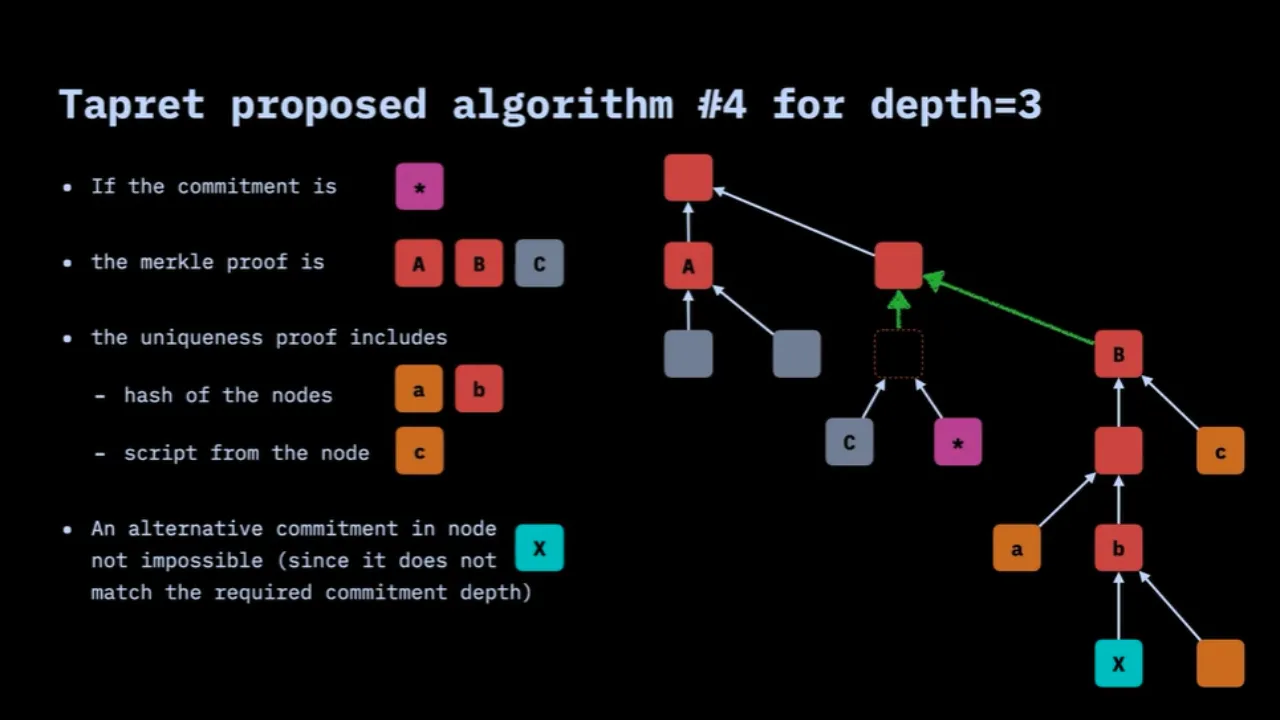 Tapret proposed algorithm #4 for depth=3
• If the commitment is *
• the merkle proof is A B C
• the uniqueness proof includes
– hash of the nodes a b
– script from the node c
• An alternative commitment in node
not impossible (since it does not X
match the required commitment depth)
A
B
C
*
c
a
b
X